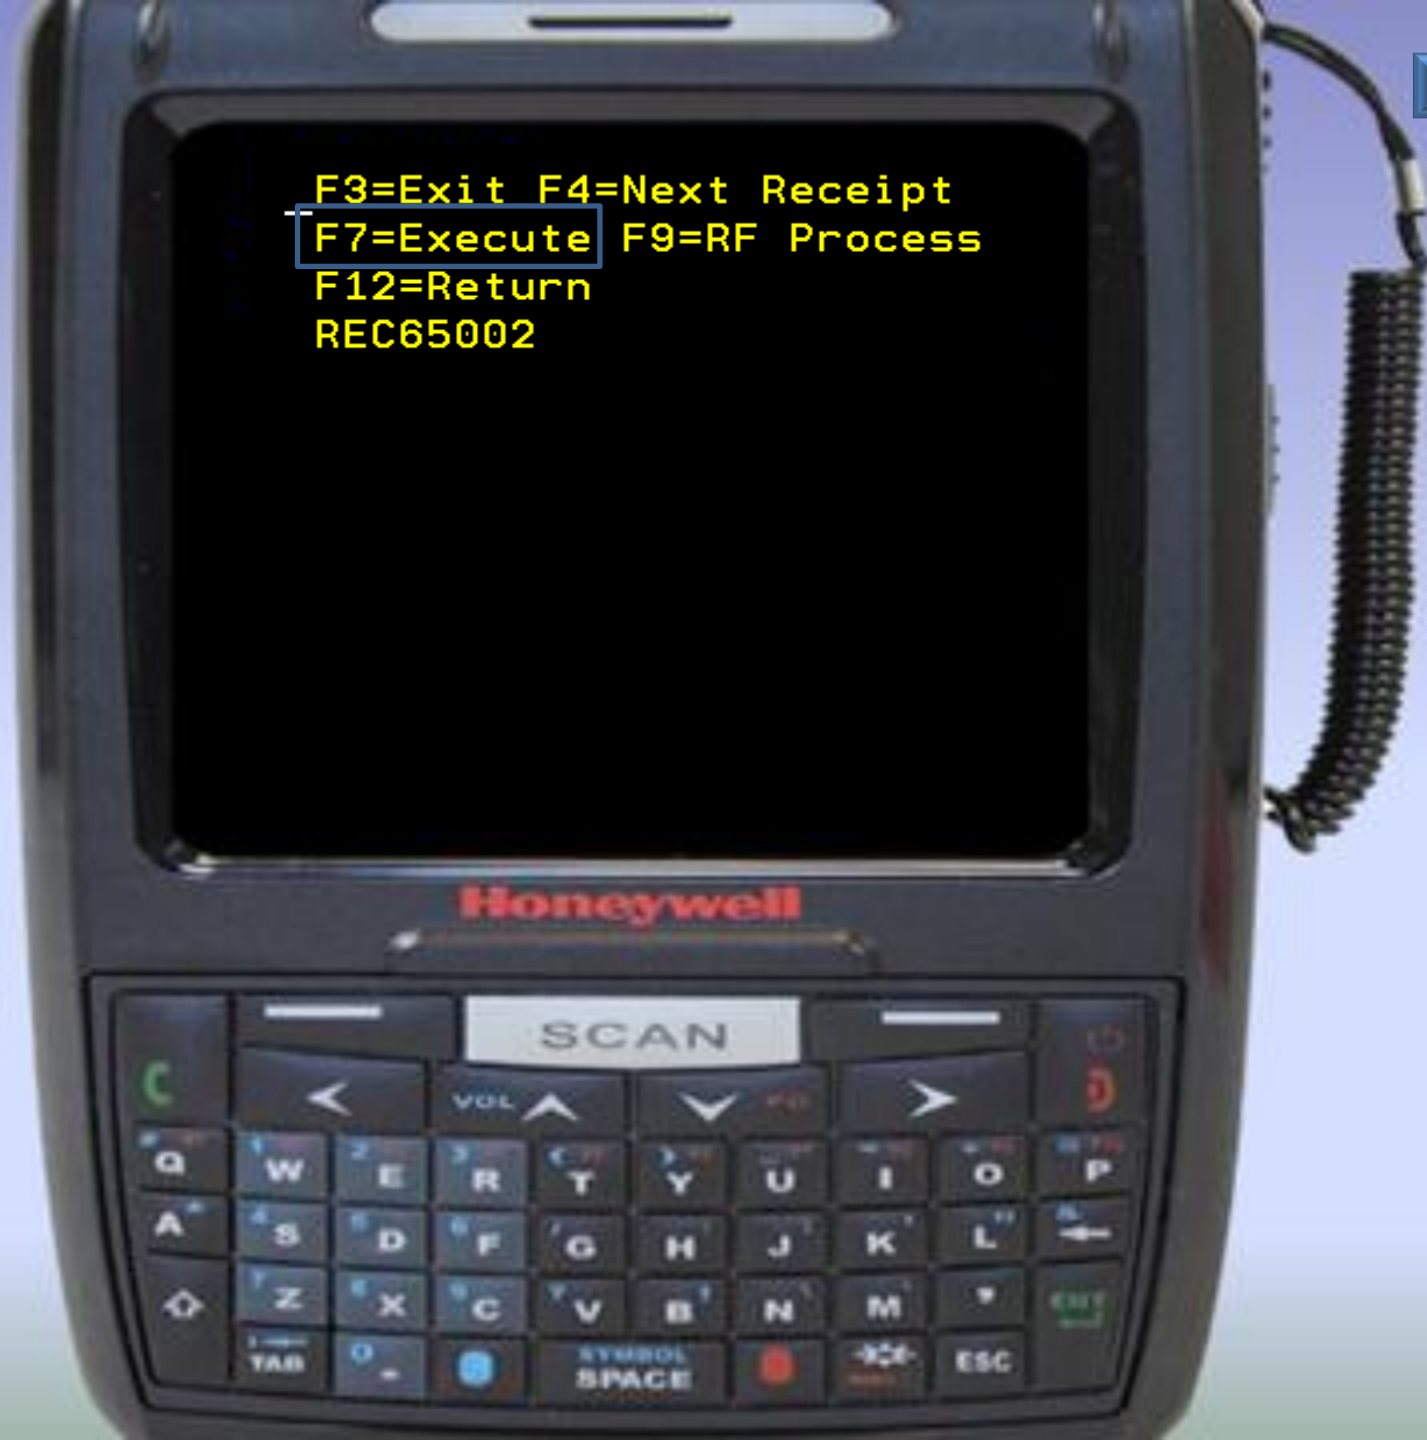 F3=Exit F4=Next Receipt
F7=Execute F9=RF Process
F12=Return
REC65002
Honeywell
SCAN
VOL
Q W E R T Y U I O P
A S D F G H J K L
Z X C V B N M
TAB
SYMBOL
SPACE
ESC